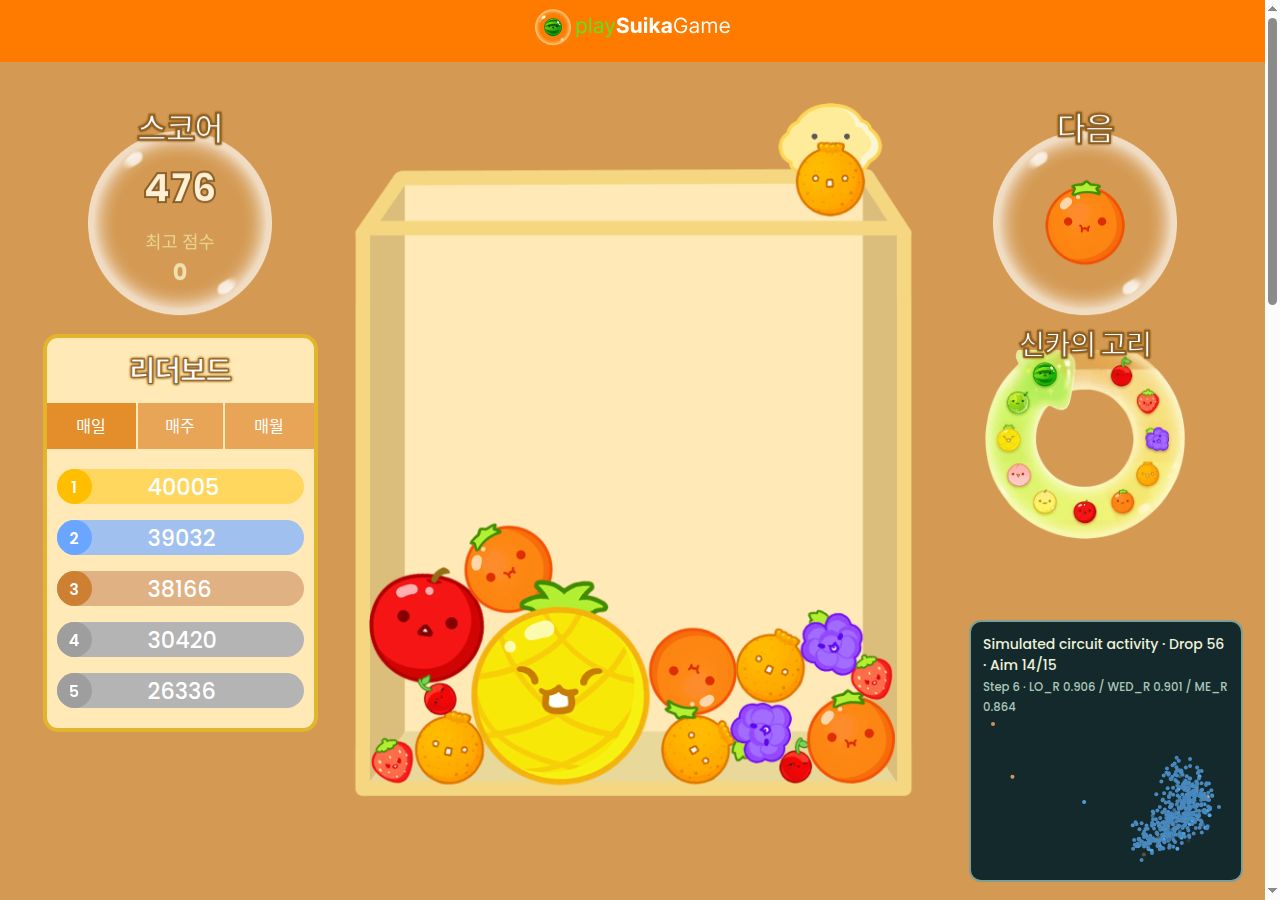 playSuikaGame
스코어
476
최고 점수
0
리더보드
매일 매주 매월
1 40005
2 39032
3 38166
4 30420
5 26336
다음
신카의 고리
Simulated circuit activity · Drop 56
· Aim 14/15
Step 6 · LO_R 0.906 / WED_R 0.901 / ME_R
0.864